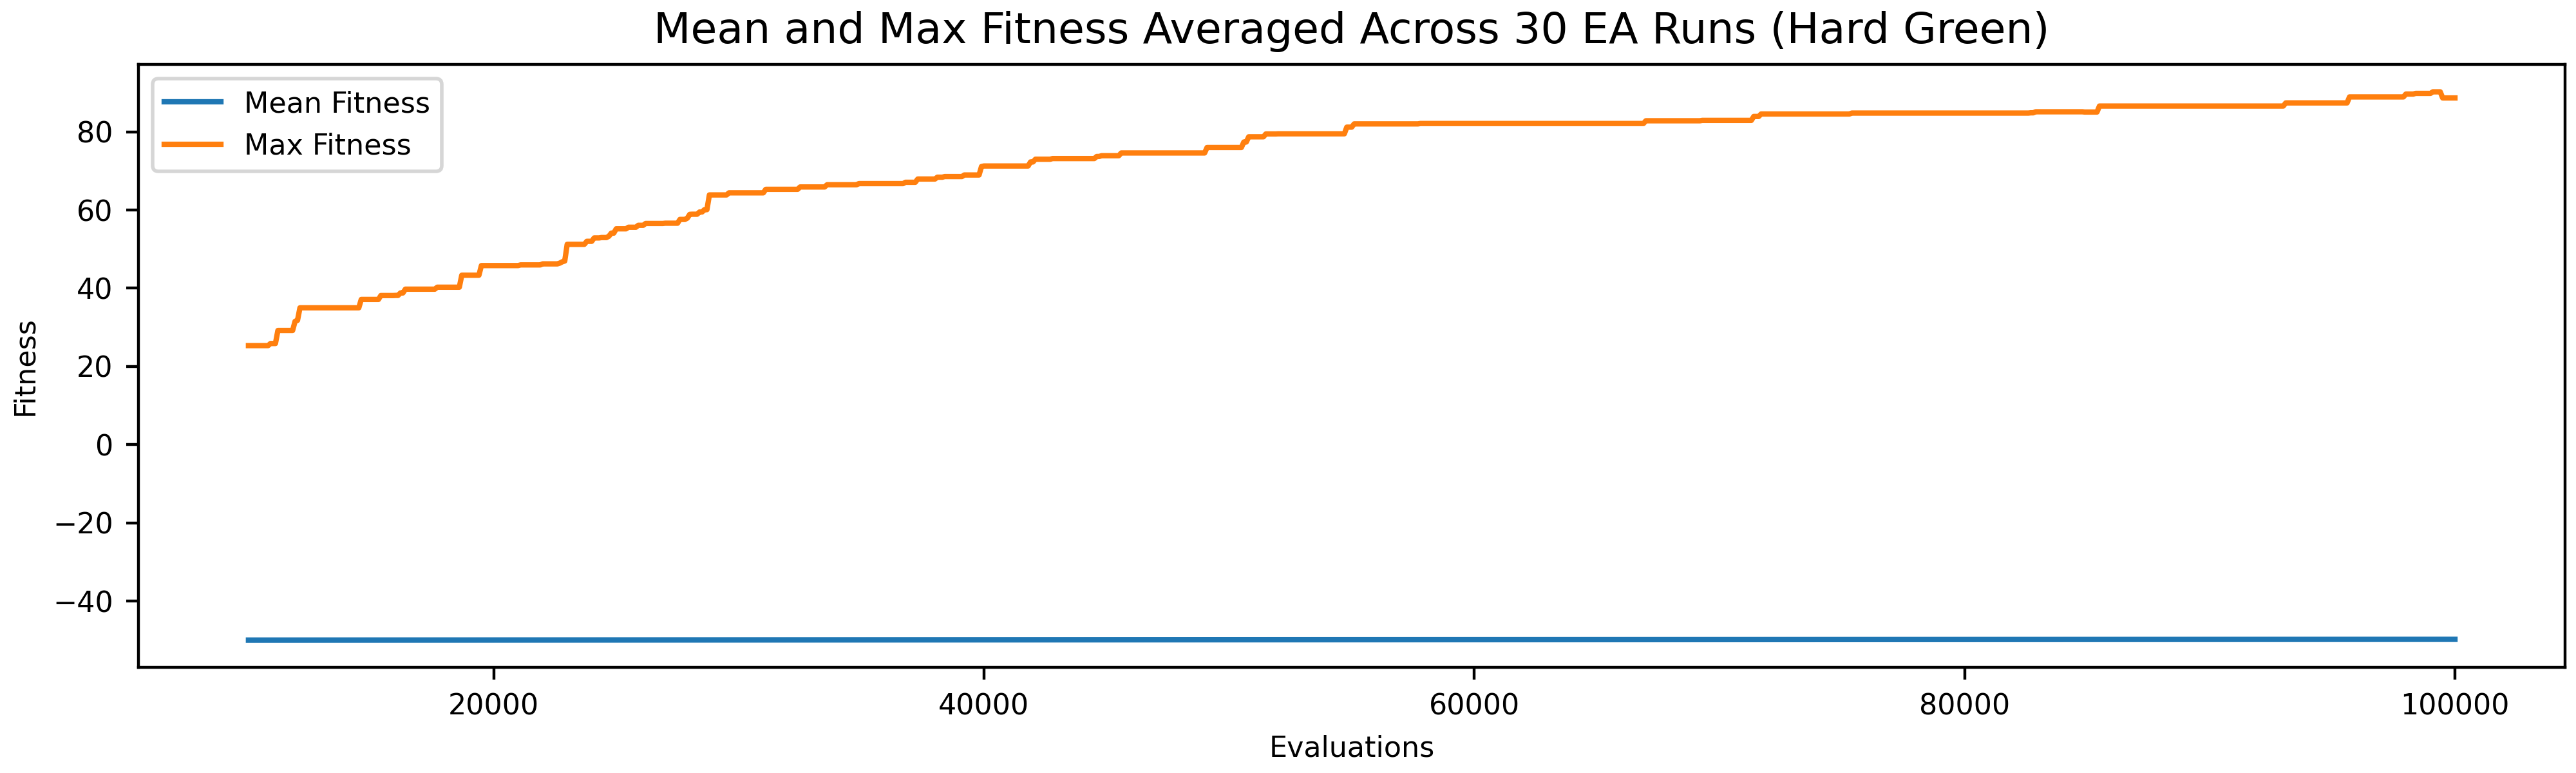 Mean and Max Fitness Averaged Across 30 EA Runs (Hard Green)
Mean Fitness
Max Fitness
80
60
40
20
0
−20
−40
Fitness
20000
40000
60000
80000
100000
Evaluations